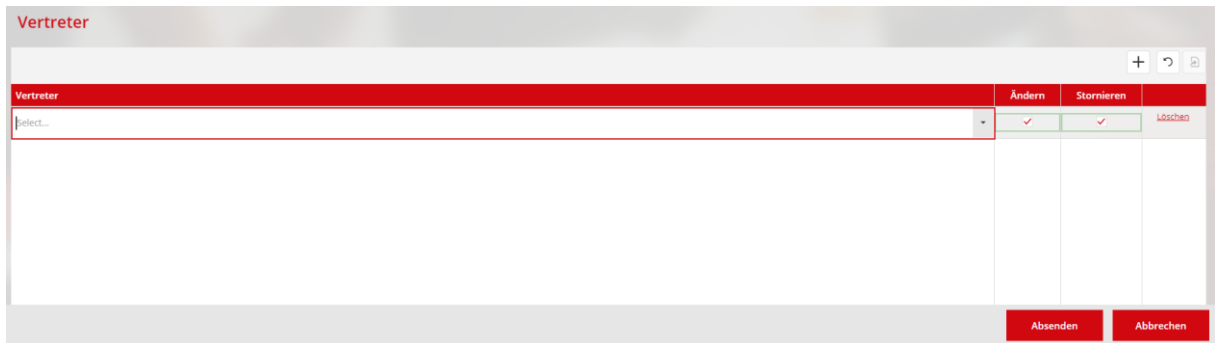 Vertreter
Vertreter Ändern Stornieren
Select... Löschen
Absenden Abbrechen